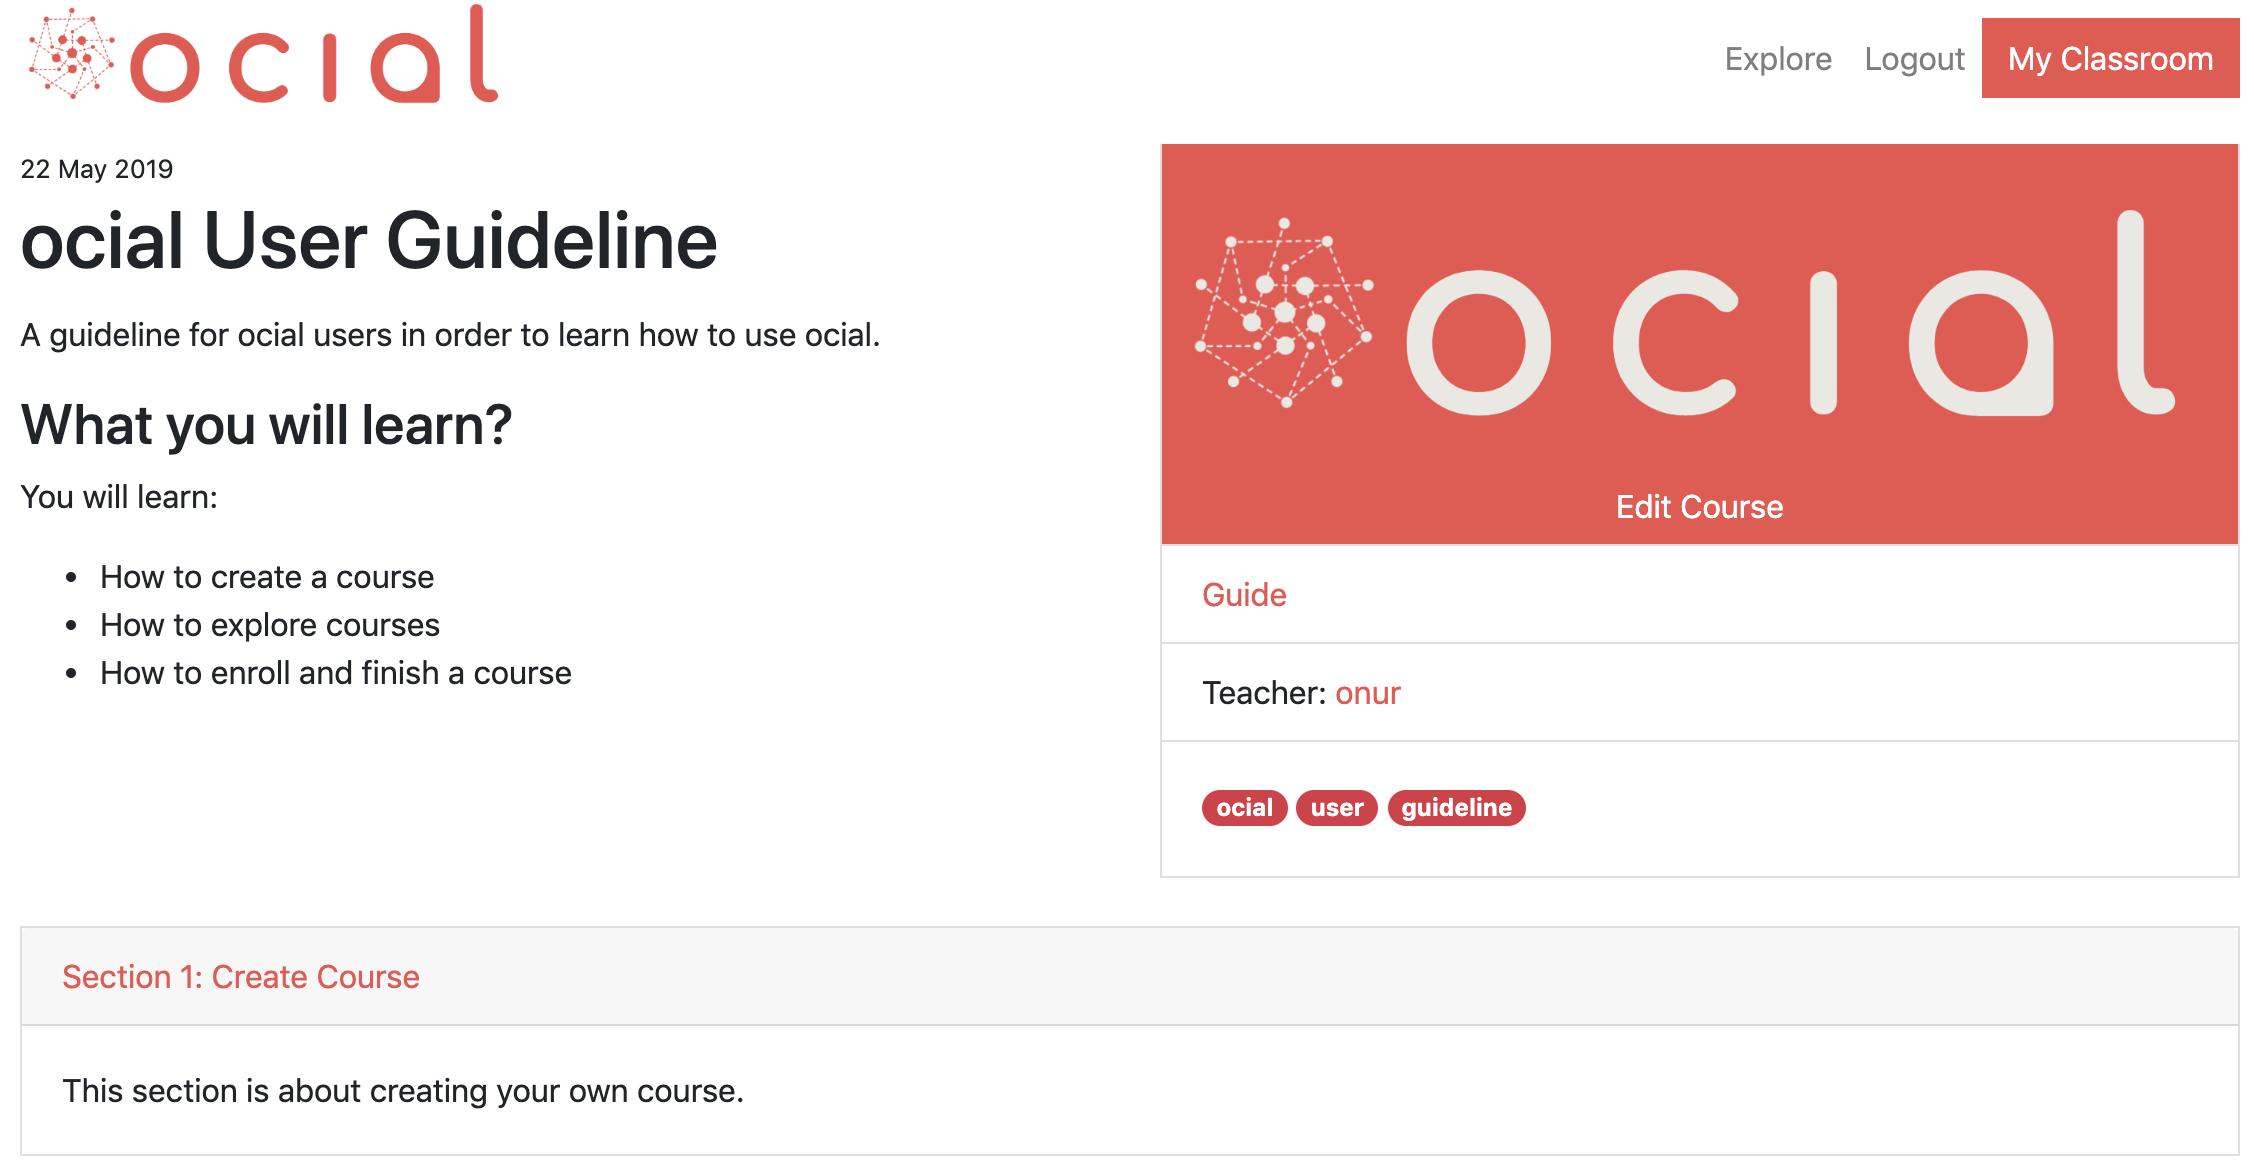 ocial
Explore
Logout
My Classroom
22 May 2019
ocial User Guideline
A guideline for ocial users in order to learn how to use ocial.
What you will learn?
You will learn:
• How to create a course
• How to explore courses
• How to enroll and finish a course
ocial
Edit Course
Guide
Teacher: onur
ocial user guideline
Section 1: Create Course
This section is about creating your own course.